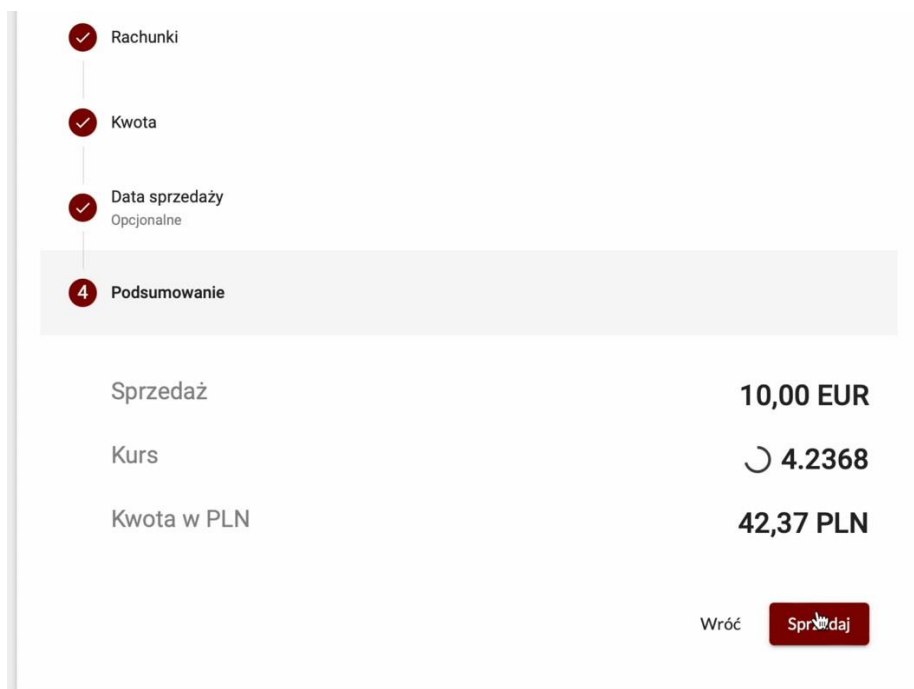 Rachunki
Kwota
Data sprzedaży
Opcjonalne
4 Podsumowanie
Sprzedaż 10,00 EUR
Kurs 4.2368
Kwota w PLN 42,37 PLN
Wróć Sprzedaj